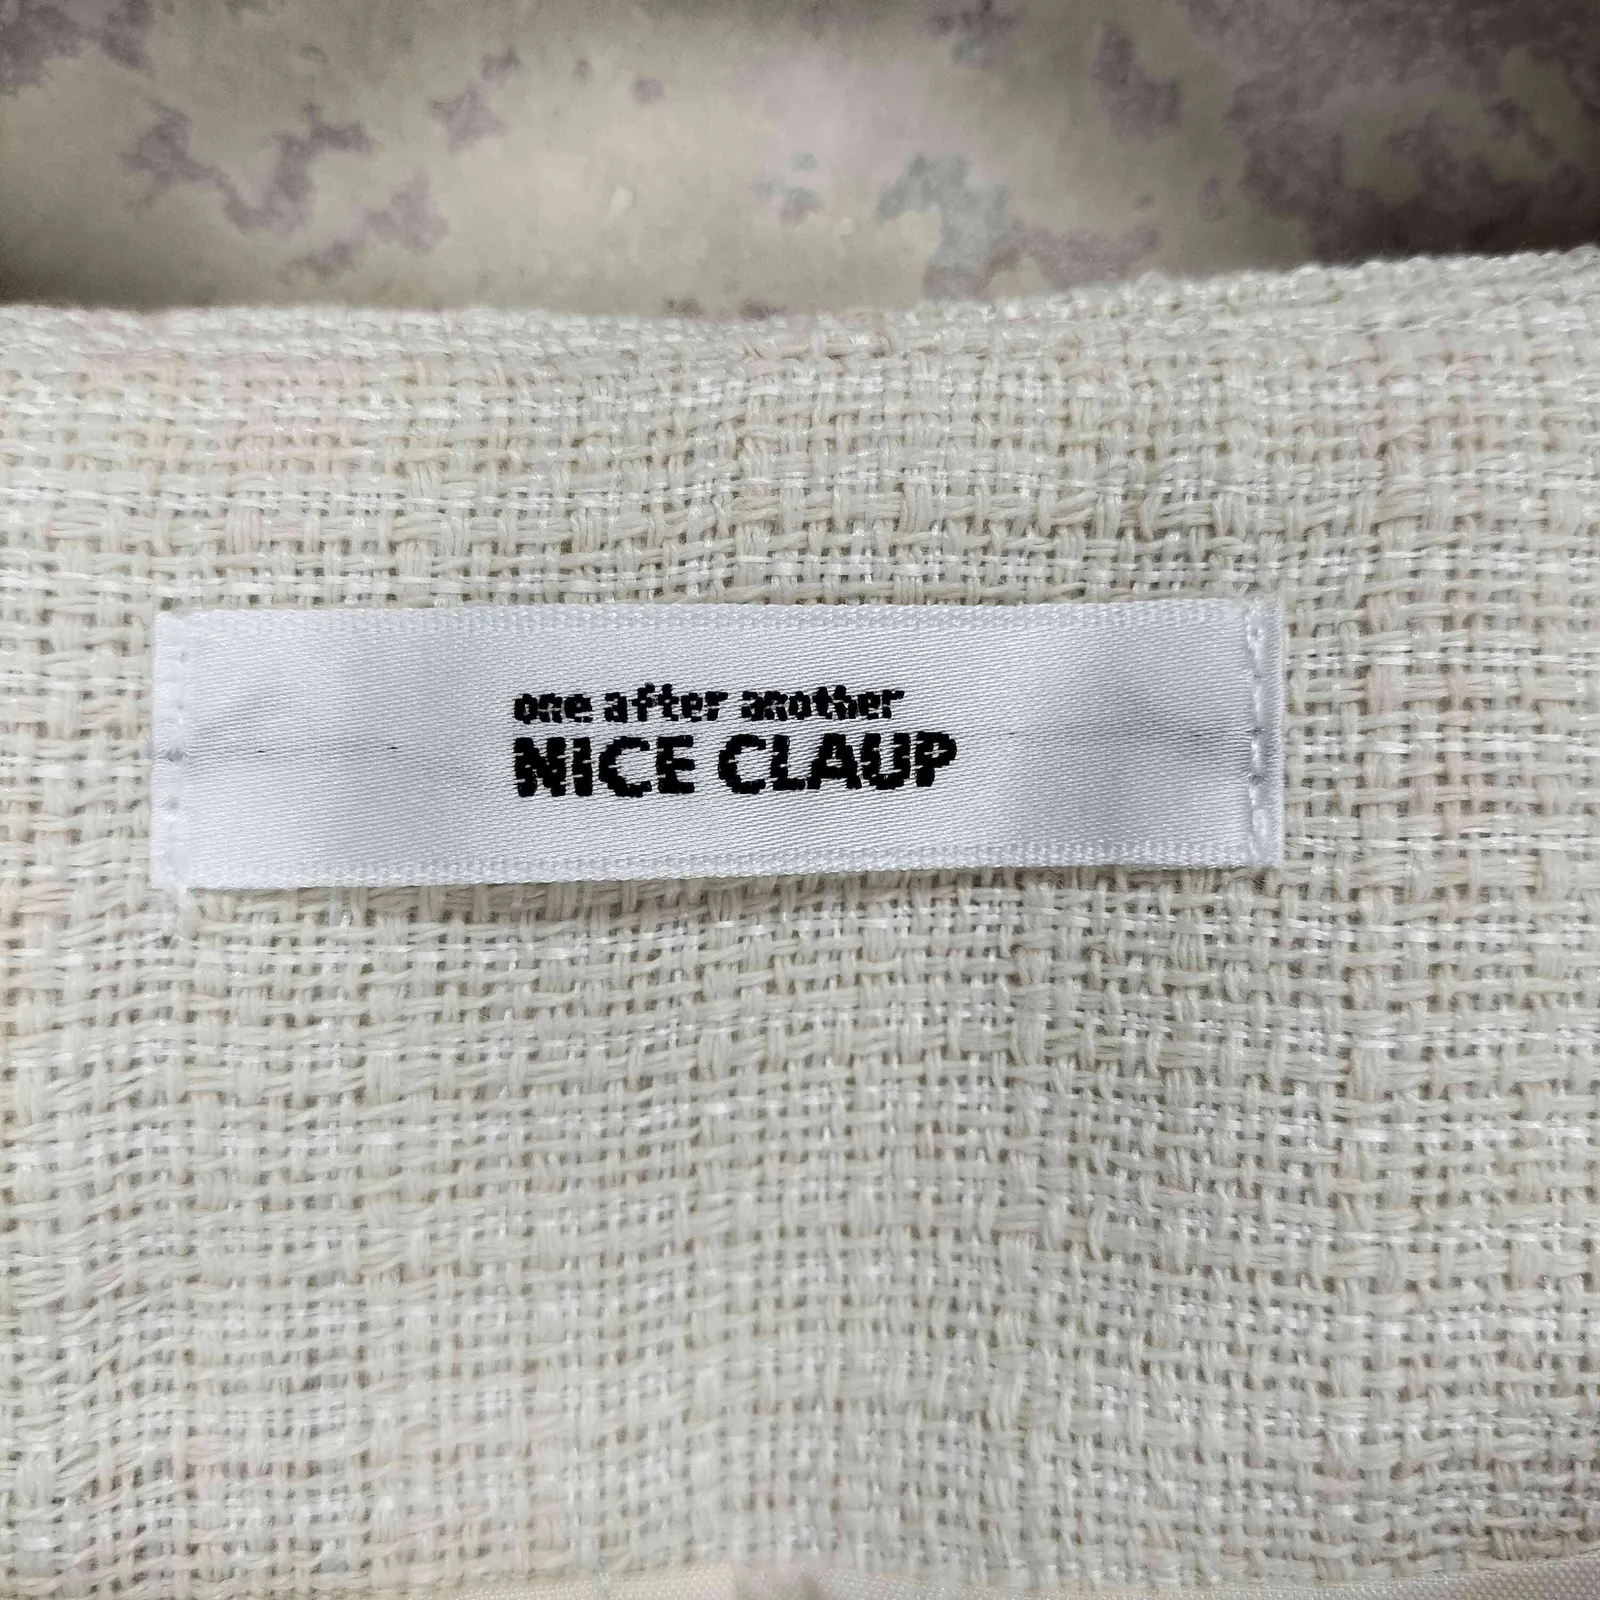 one after another
NICE CLAUP